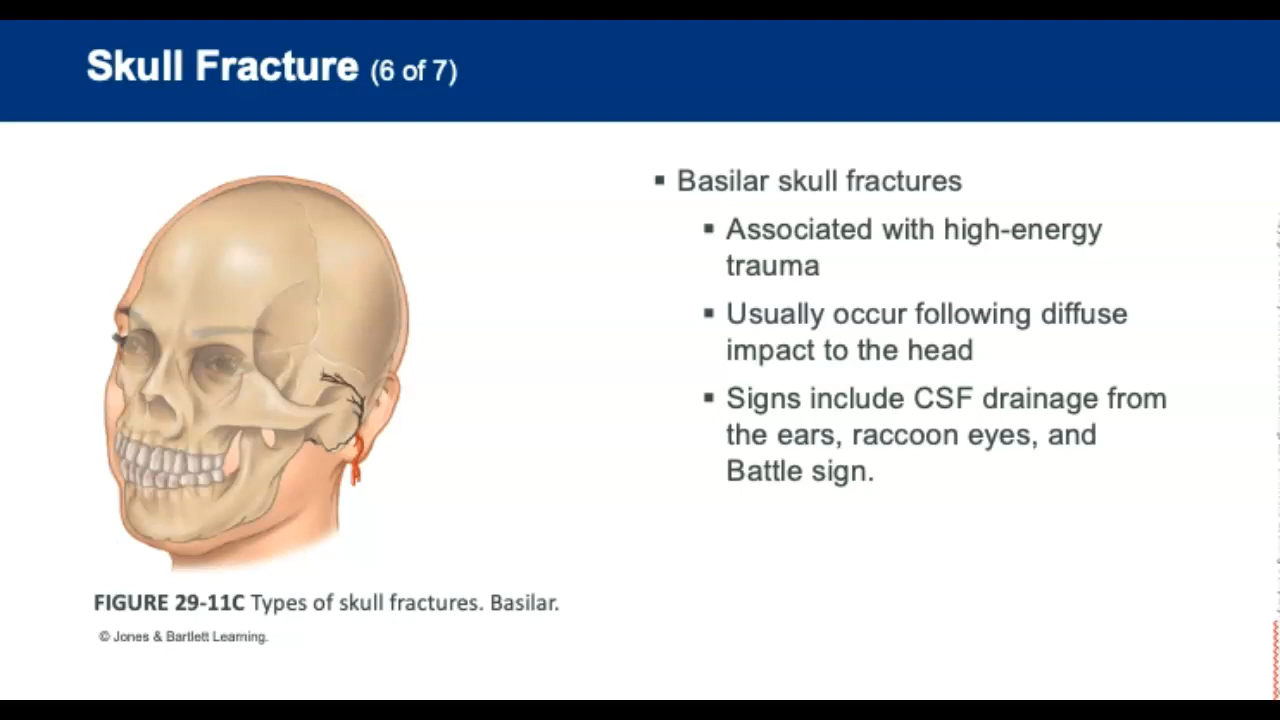 Skull Fracture (6 of 7)
▪ Basilar skull fractures
▪ Associated with high-energy
trauma
▪ Usually occur following diffuse
impact to the head
▪ Signs include CSF drainage from
the ears, raccoon eyes, and
Battle sign.
FIGURE 29-11C Types of skull fractures. Basilar.
© Jones & Bartlett Learning.